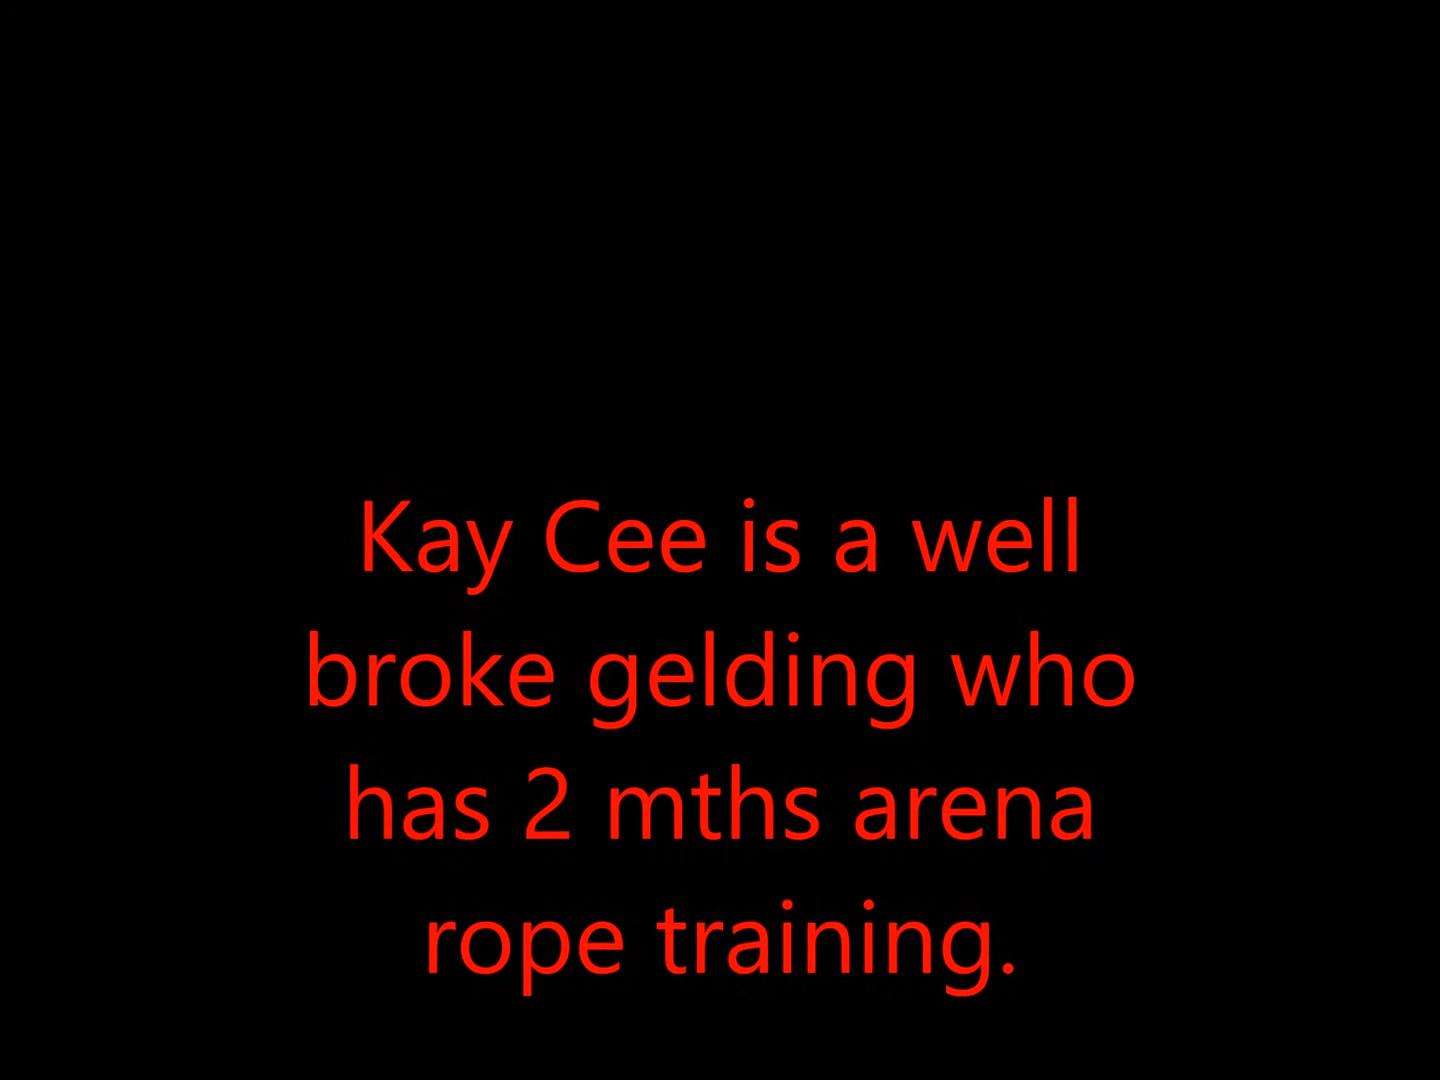 Kay Cee is a well
broke gelding who
has 2 mths arena
rope training.